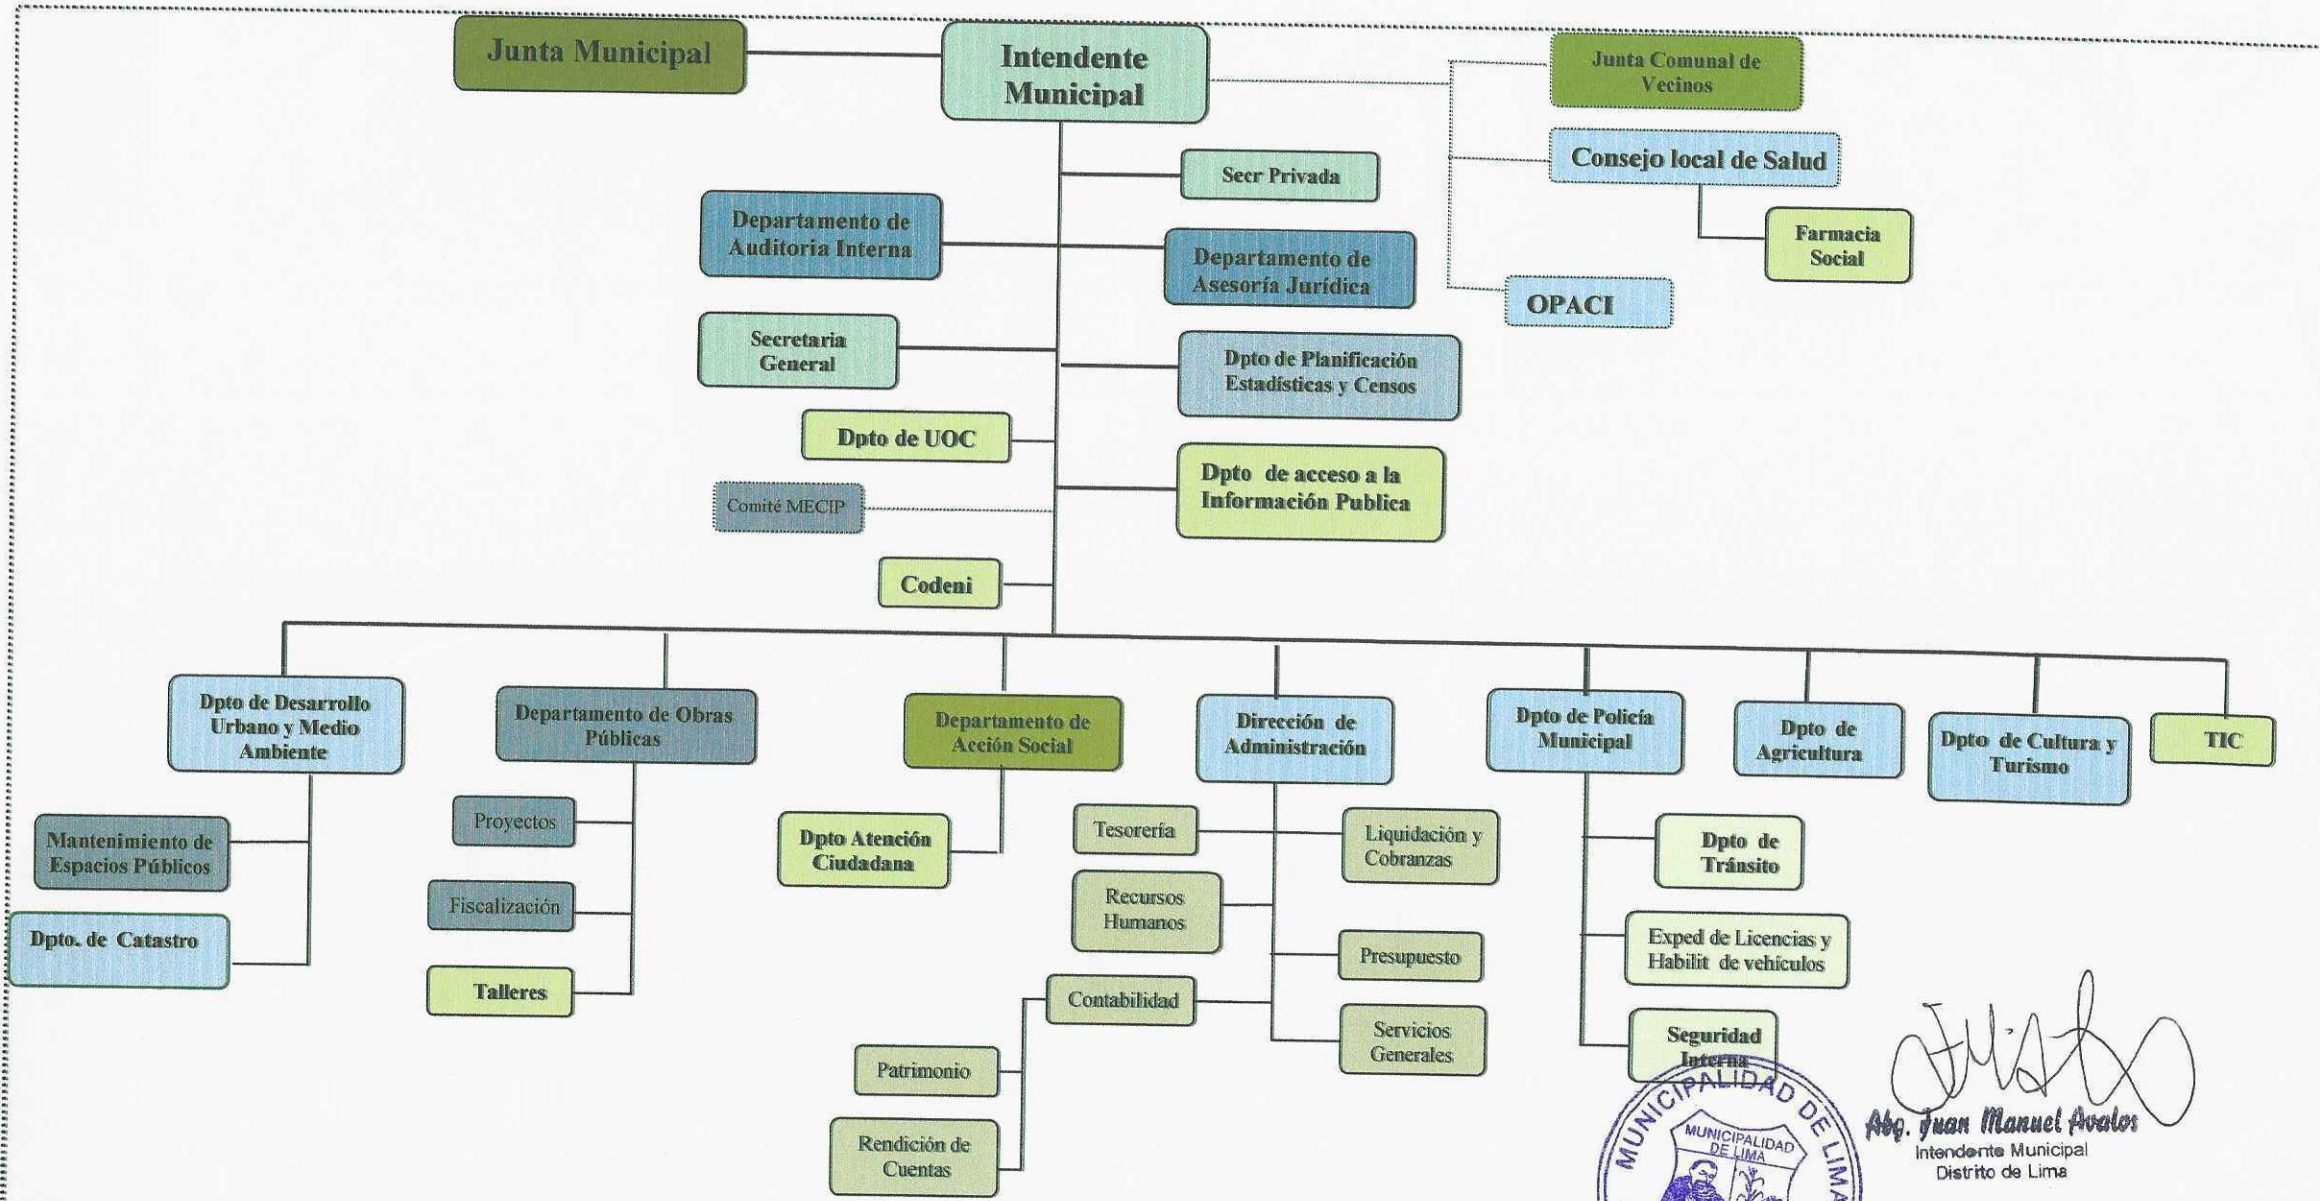 Junta Municipal
Intendente
Municipal
Junta Comunal de
Vecinos
Consejo local de Salud
Farmacia
Social
OPACI
Secr Privada
Departamento de
Auditoria Interna
Departamento de
Asesoría Jurídica
Secretaria
General
Dpto de Planificación
Estadísticas y Censos
Dpto de UOC
Dpto de acceso a la
Información Publica
Comité MECIP
Codeni
Dpto de Desarrollo
Urbano y Medio
Ambiente
Departamento de Obras
Públicas
Departamento de
Acción Social
Dirección de
Administración
Dpto de Policía
Municipal
Dpto de
Agricultura
Dpto de Cultura y
Turismo
TIC
Mantenimiento de
Espacios Públicos
Dpto. de Catastro
Proyectos
Fiscalización
Talleres
Dpto Atención
Ciudadana
Tesorería
Liquidación y
Cobranzas
Recursos
Humanos
Presupuesto
Contabilidad
Servicios
Generales
Patrimonio
Rendición de
Cuentas
Dpto de
Tránsito
Exped de Licencias y
Habilit de vehículos
Seguridad
Interna
MUNICIPALIDAD DE LIMA
MUNICIPALIDAD
DE LIMA
Abg. Juan Manuel Avalos
Intendente Municipal
Distrito de Lima